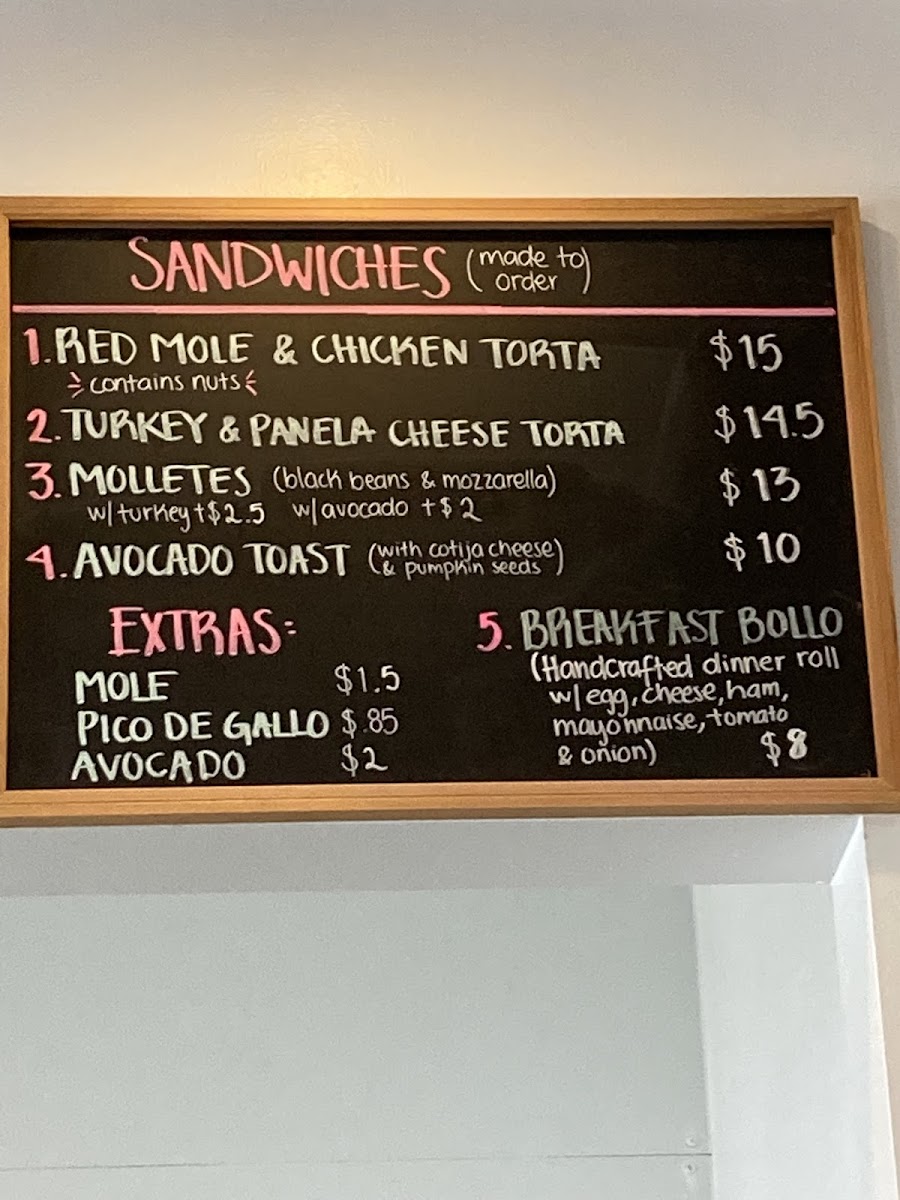 SANDWICHES (made to order)
1. RED MOLE & CHICKEN TORTA $15
contains nuts
2. TURKEY & PANELA CHEESE TORTA $14.5
3. MOLLETES (black beans & mozzarella) $13
w/turkey +$2.5 w/avocado +$2
4. AVOCADO TOAST (with cotija cheese & pumpkin seeds) $10
EXTRAS:
MOLE $1.5
PICO DE GALLO $.85
AVOCADO $2
5. BREAKFAST BOLLO
(Handcrafted dinner roll
w/egg, cheese, ham,
mayonnaise, tomato
& onion) $8